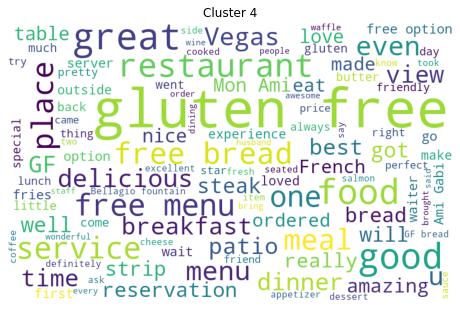 Cluster 4
table great Vegas love even free option
much day
try pretty server restaurant made gluten view
side waffle
wine cooked people know took
butter friendly
outside Mon Ami eat
back went order awesome price
place gluten free
came
special thing nice experience always say right go
two dining
GF option free bread best got make
husband perfect
lunch delicious excellent star fresh French
fries staff Bellagio fountain steak loved seated salmon
little free menu one food waiter brought said Ami Gabi
item bring
well come breakfast ordered bread GF bread
wonderful cheese will
coffee service wait patio meal good
time strip friend really
definitely menu dinner amazing u
first every ask reservation appetizer dessert sauce